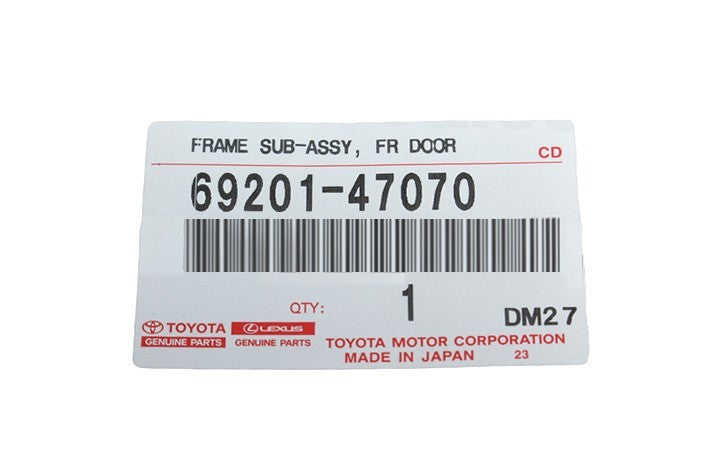 FRAME SUB-ASSY, FR DOOR
CD
69201-47070
QTY: 1
DM27
TOYOTA LEXUS
GENUINE PARTS GENUINE PARTS
TOYOTA MOTOR CORPORATION
MADE IN JAPAN 23